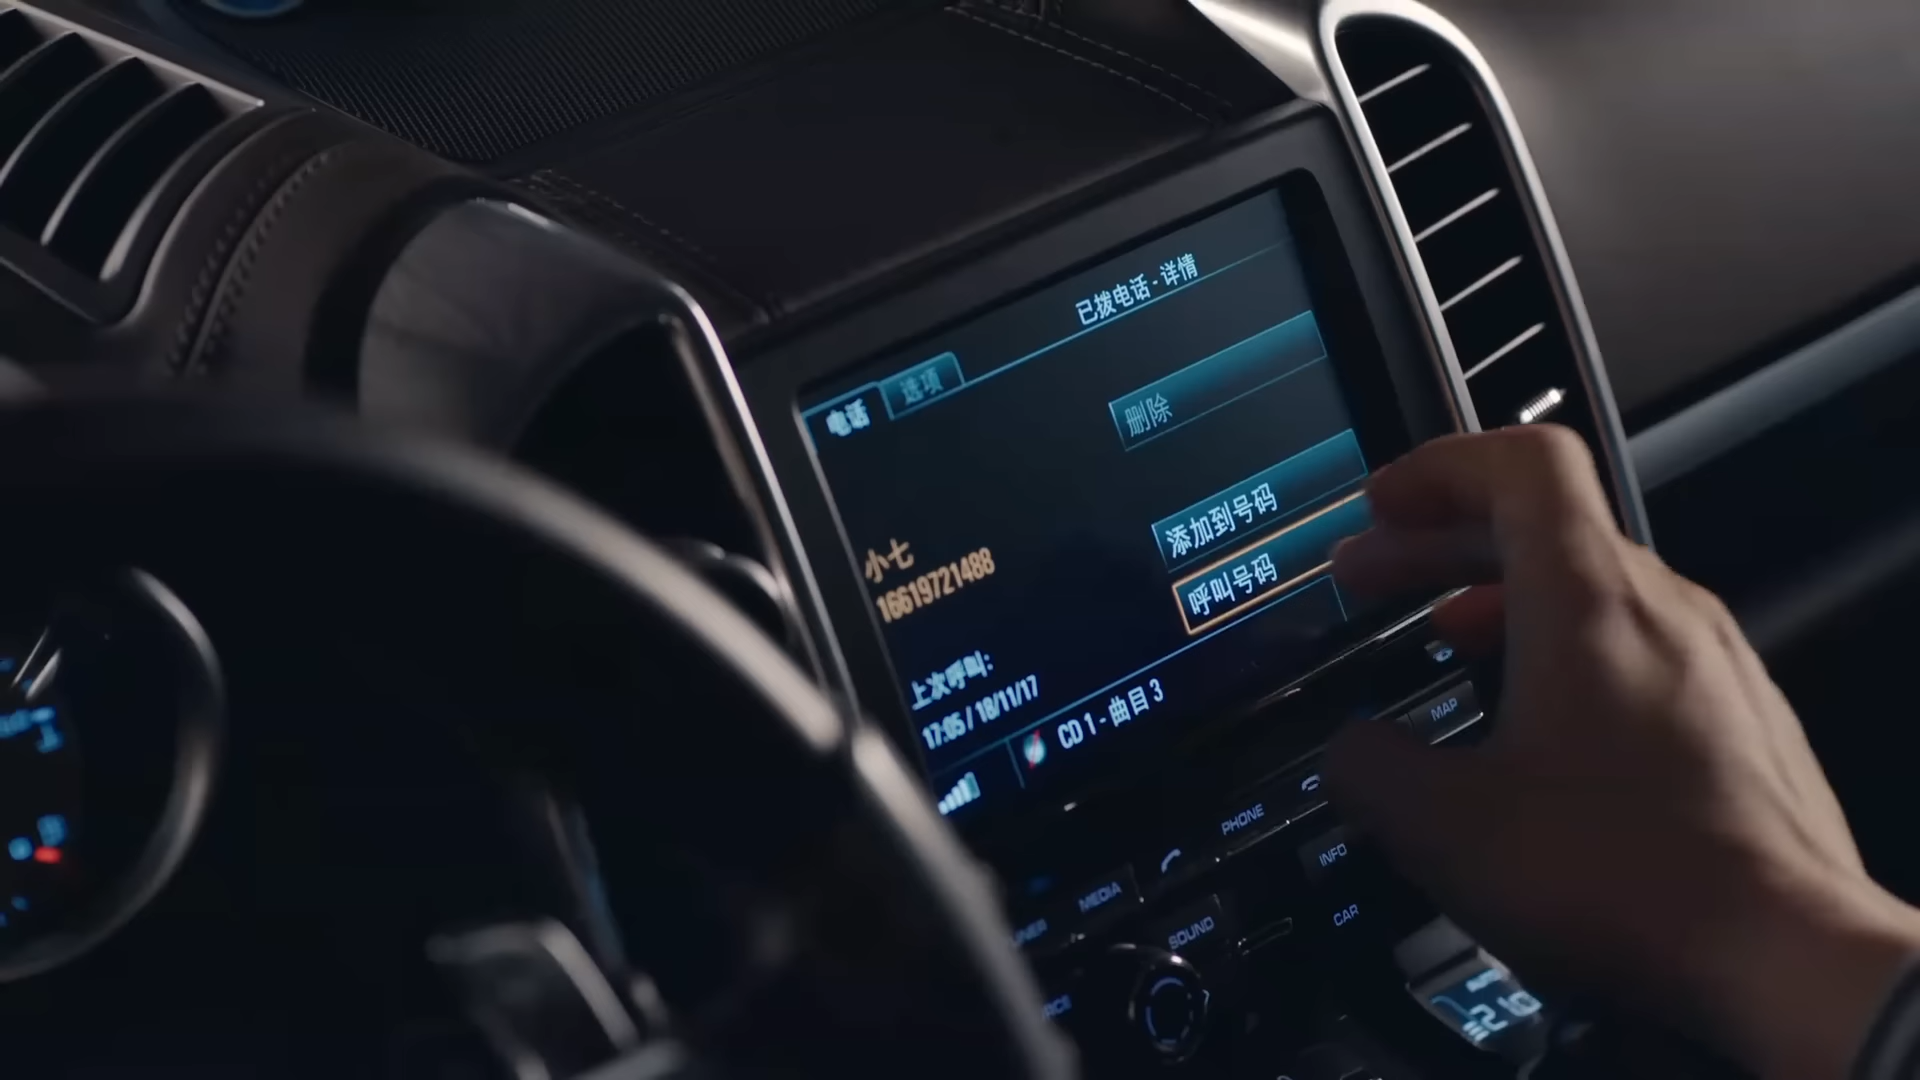 已拨电话 - 详情
电话
选项
删除
添加到号码
呼叫号码
小七
16619721488
上次呼叫:
17:05 / 18/11/17
CD 1 - 曲目 3
MAP
PHONE
INFO
MEDIA
CAR
SOUND